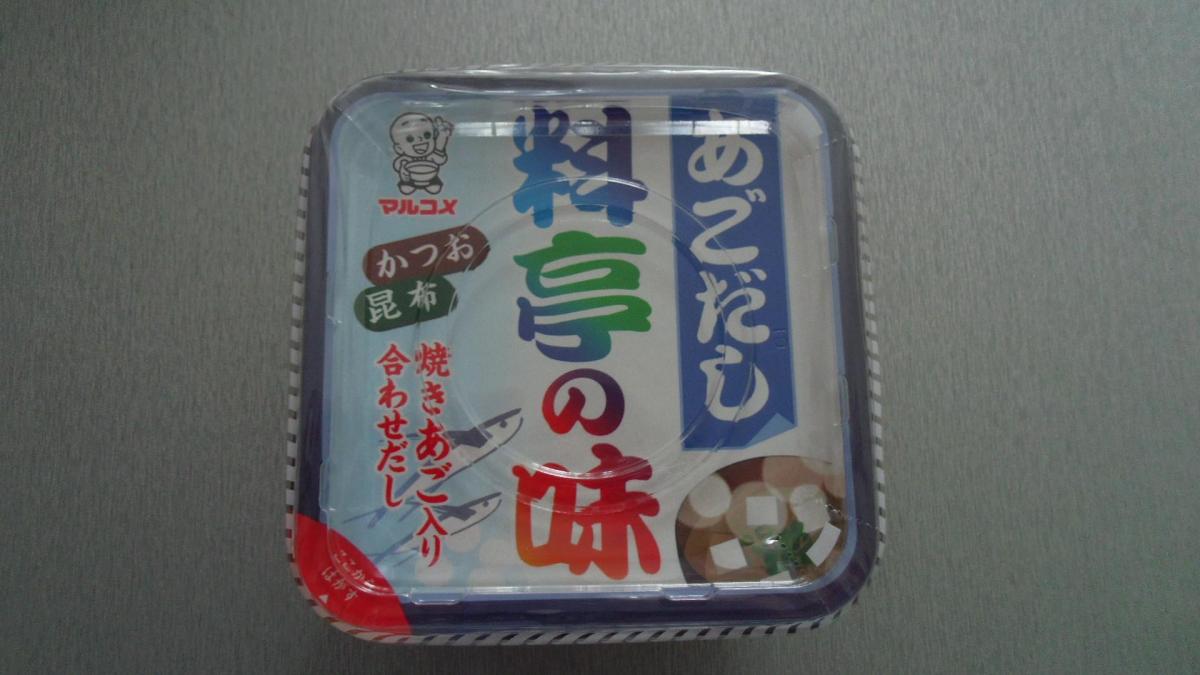 あごだし
料亭の味
マルコメ
かつお
昆布
焼きあご入り
合わせだし
ここから
はがす